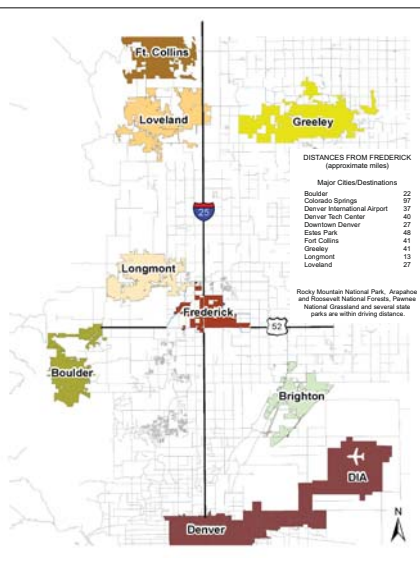 Ft. Collins
Loveland
Greeley
DISTANCES FROM FREDERICK
(approximate miles)
Major Cities/Destinations
Boulder 22
Colorado Springs 97
Denver International Airport 37
Denver Tech Center 40
Downtown Denver 27
Estes Park 48
Fort Collins 41
Greeley 41
Longmont 13
Loveland 27
25
Longmont
Rocky Mountain National Park, Arapahoe
and Roosevelt National Forests, Pawnee
National Grassland and several state
parks are within driving distance.
Frederick
52
Boulder
Brighton
DIA
Denver
N